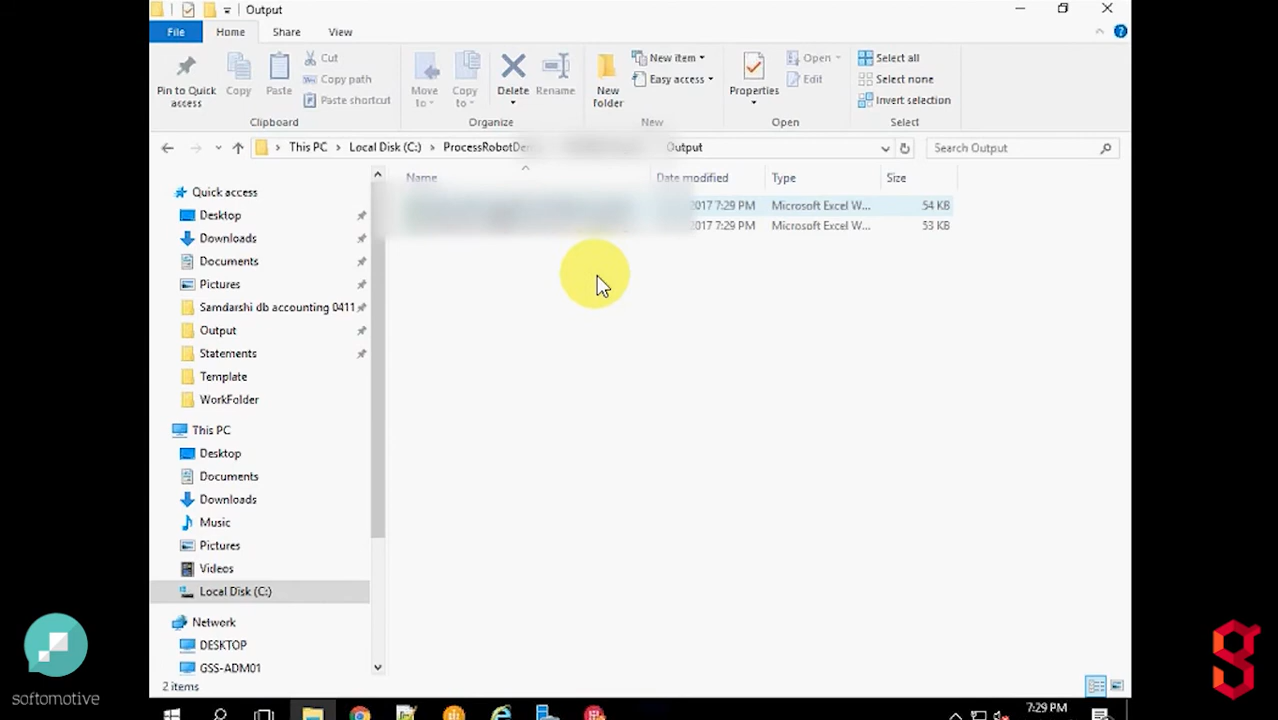 Output
File Home Share View
Pin to Quick access
Copy
Paste
Cut
Copy path
Paste shortcut
Clipboard
Move to
Copy to
Delete
Rename
Organize
New folder
New item
Easy access
New
Properties
Open
Edit
Open
Select all
Select none
Invert selection
Select
This PC Local Disk (C:) Output
Search Output
Name Date modified Type Size
2017 7:29 PM Microsoft Excel W... 54 KB
2017 7:29 PM Microsoft Excel W... 53 KB
Quick access
Desktop
Downloads
Documents
Pictures
Samdarshi db accounting 0411
Output
Statements
Template
WorkFolder
This PC
Desktop
Documents
Downloads
Music
Pictures
Videos
Local Disk (C:)
Network
DESKTOP
GSS-ADM01
2 items
7:29 PM
softomotive